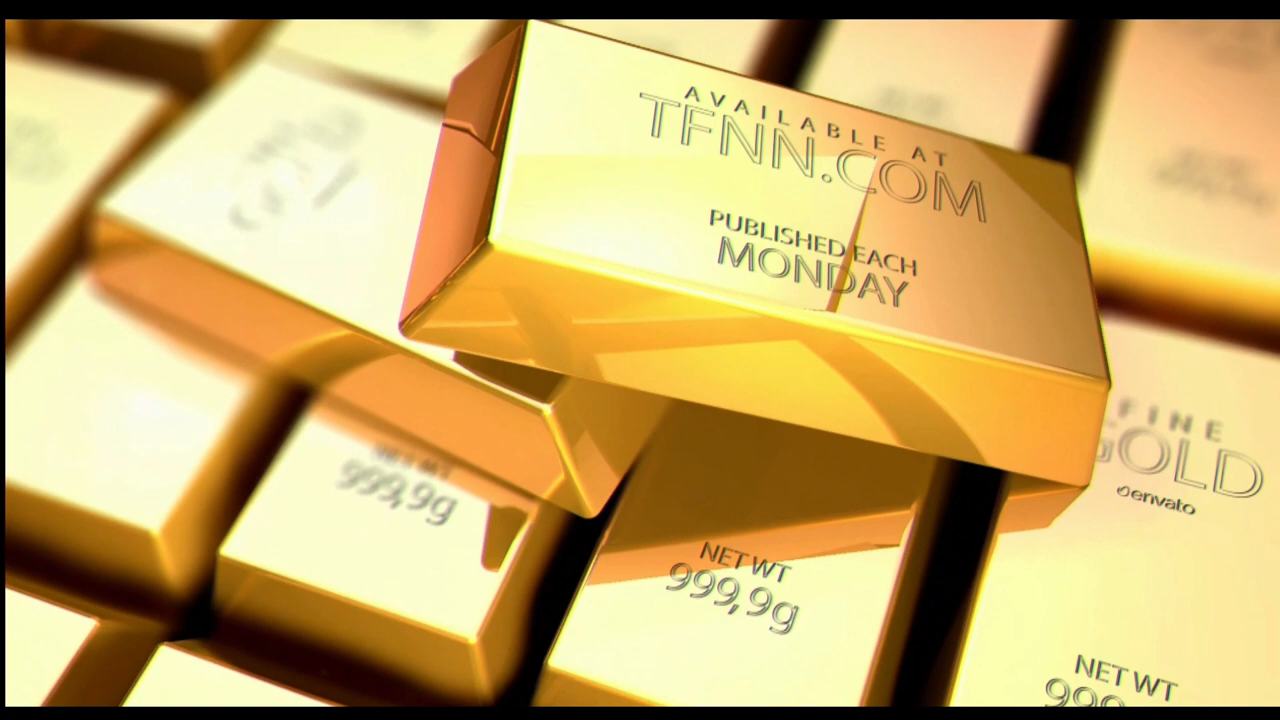 AVAILABLE AT
TFNN.COM
PUBLISHED EACH
MONDAY
FINE
GOLD
envato
NET WT
999,9g
NET WT
999,9g
NET WT